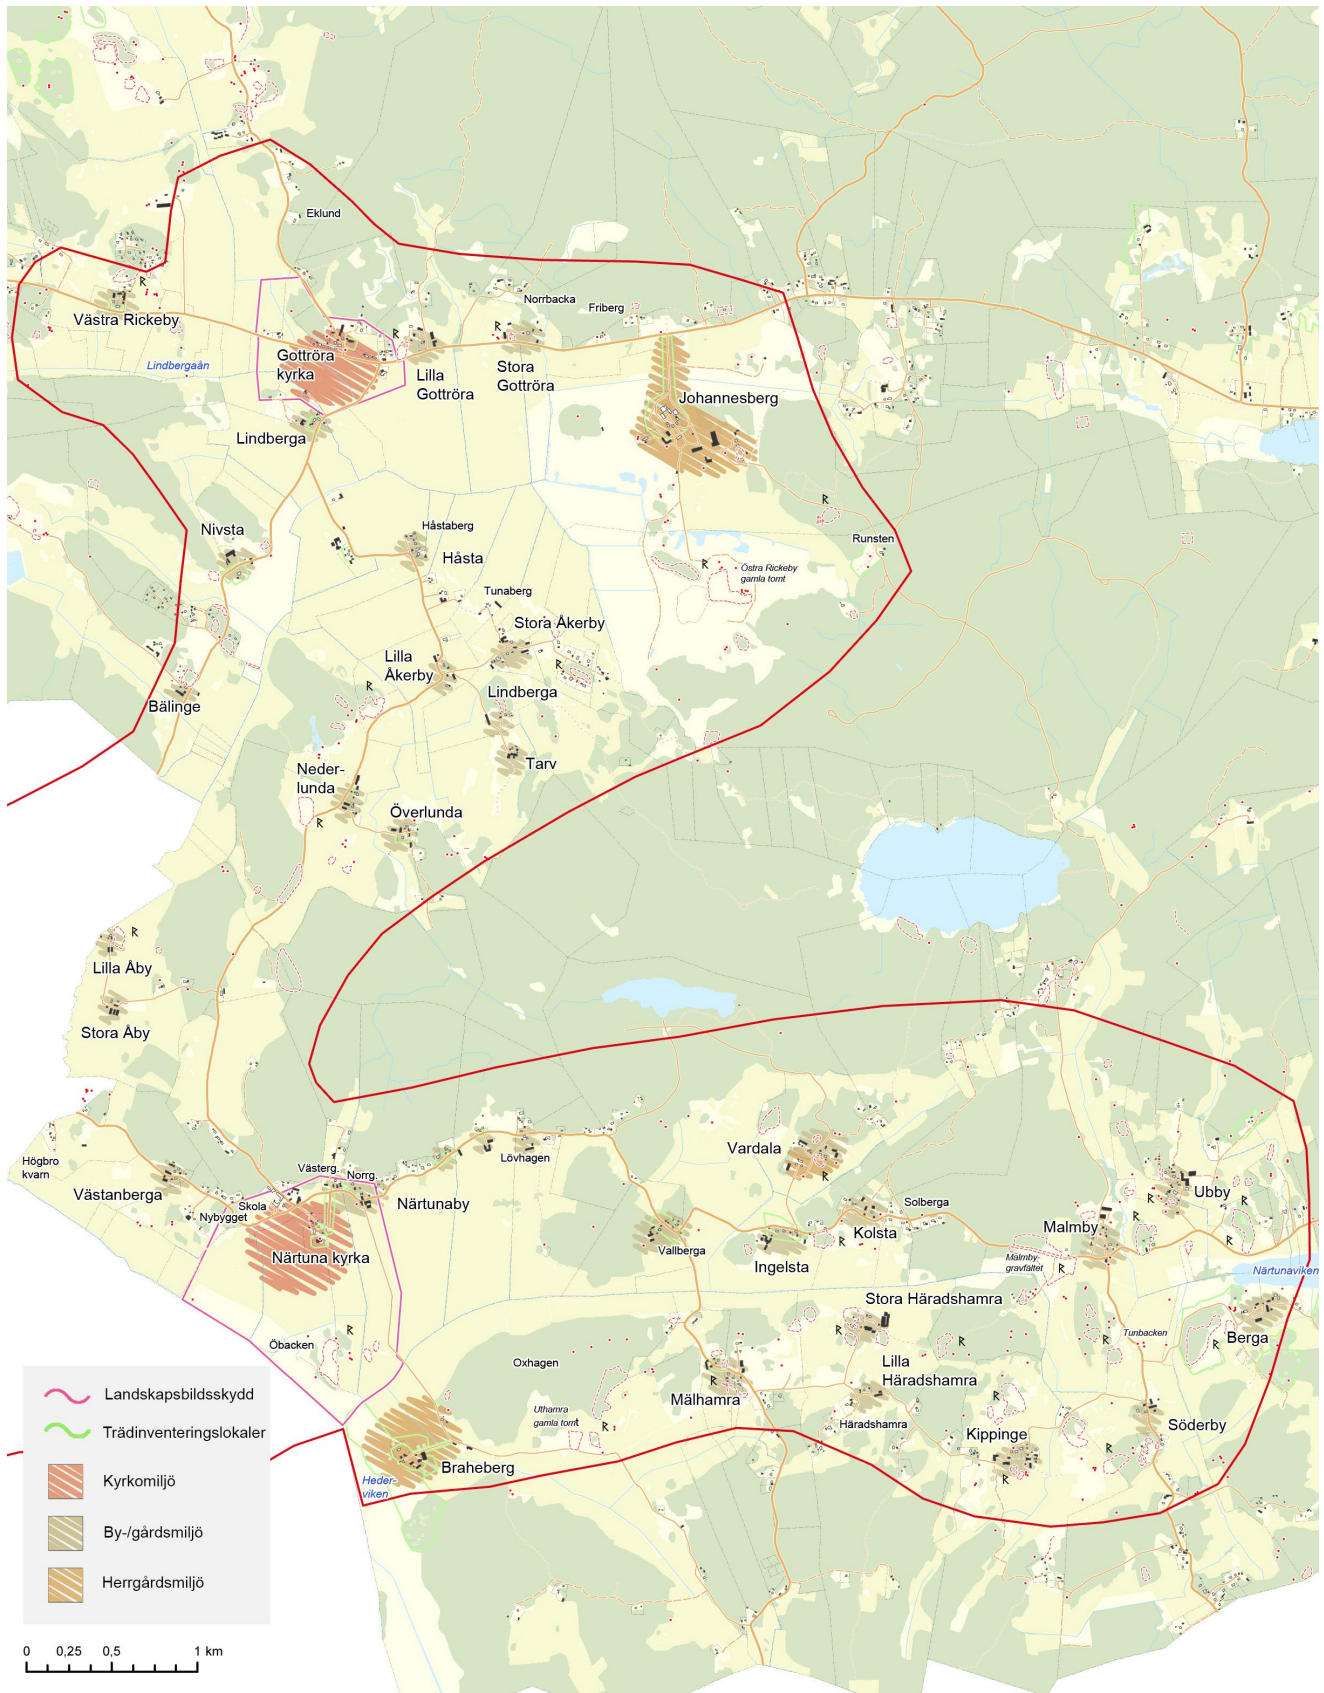 Eklund
Norrbacka
Friberg
R
R
R
Västra Rickeby
Lindbergaån
Gottröra
kyrka
Lilla
Gottröra
Stora
Gottröra
Johannesberg
Lindberga
R
Nivsta
Håstaberg
Håsta
Runsten
R
Östra Rickeby
gamla tomt
Tunaberg
Stora Åkerby
Lilla
Åkerby
R
R
Lindberga
Bälinge
Tarv
Neder-
lunda
Överlunda
R
R
Lilla Åby
Stora Åby
Högbro
kvarn
Västanberga
Nybygget
Skola
Västerg.
Norrg.
Närtunaby
Lövhagen
Närtuna kyrka
Vardala
R
Vallberga
Ingelsta
R
Kolsta
Solberga
Malmby
Malmby
gravfältet
R
R
R
R
Ubby
Närtunaviken
Stora Häradshamra
R
R
R
Tunbacken
Berga
R
Öbacken
R
Oxhagen
Lilla
Häradshamra
Mälhamra
R
Häradshamra
R
Uthamra
gamla tomt
R
Kippinge
R
R
Söderby
Braheberg
Heder-
viken
Landskapsbildsskydd
Trädinventeringslokaler
Kyrkomiljö
By-/gårdsmiljö
Herrgårdsmiljö
0 0,25 0,5 1 km